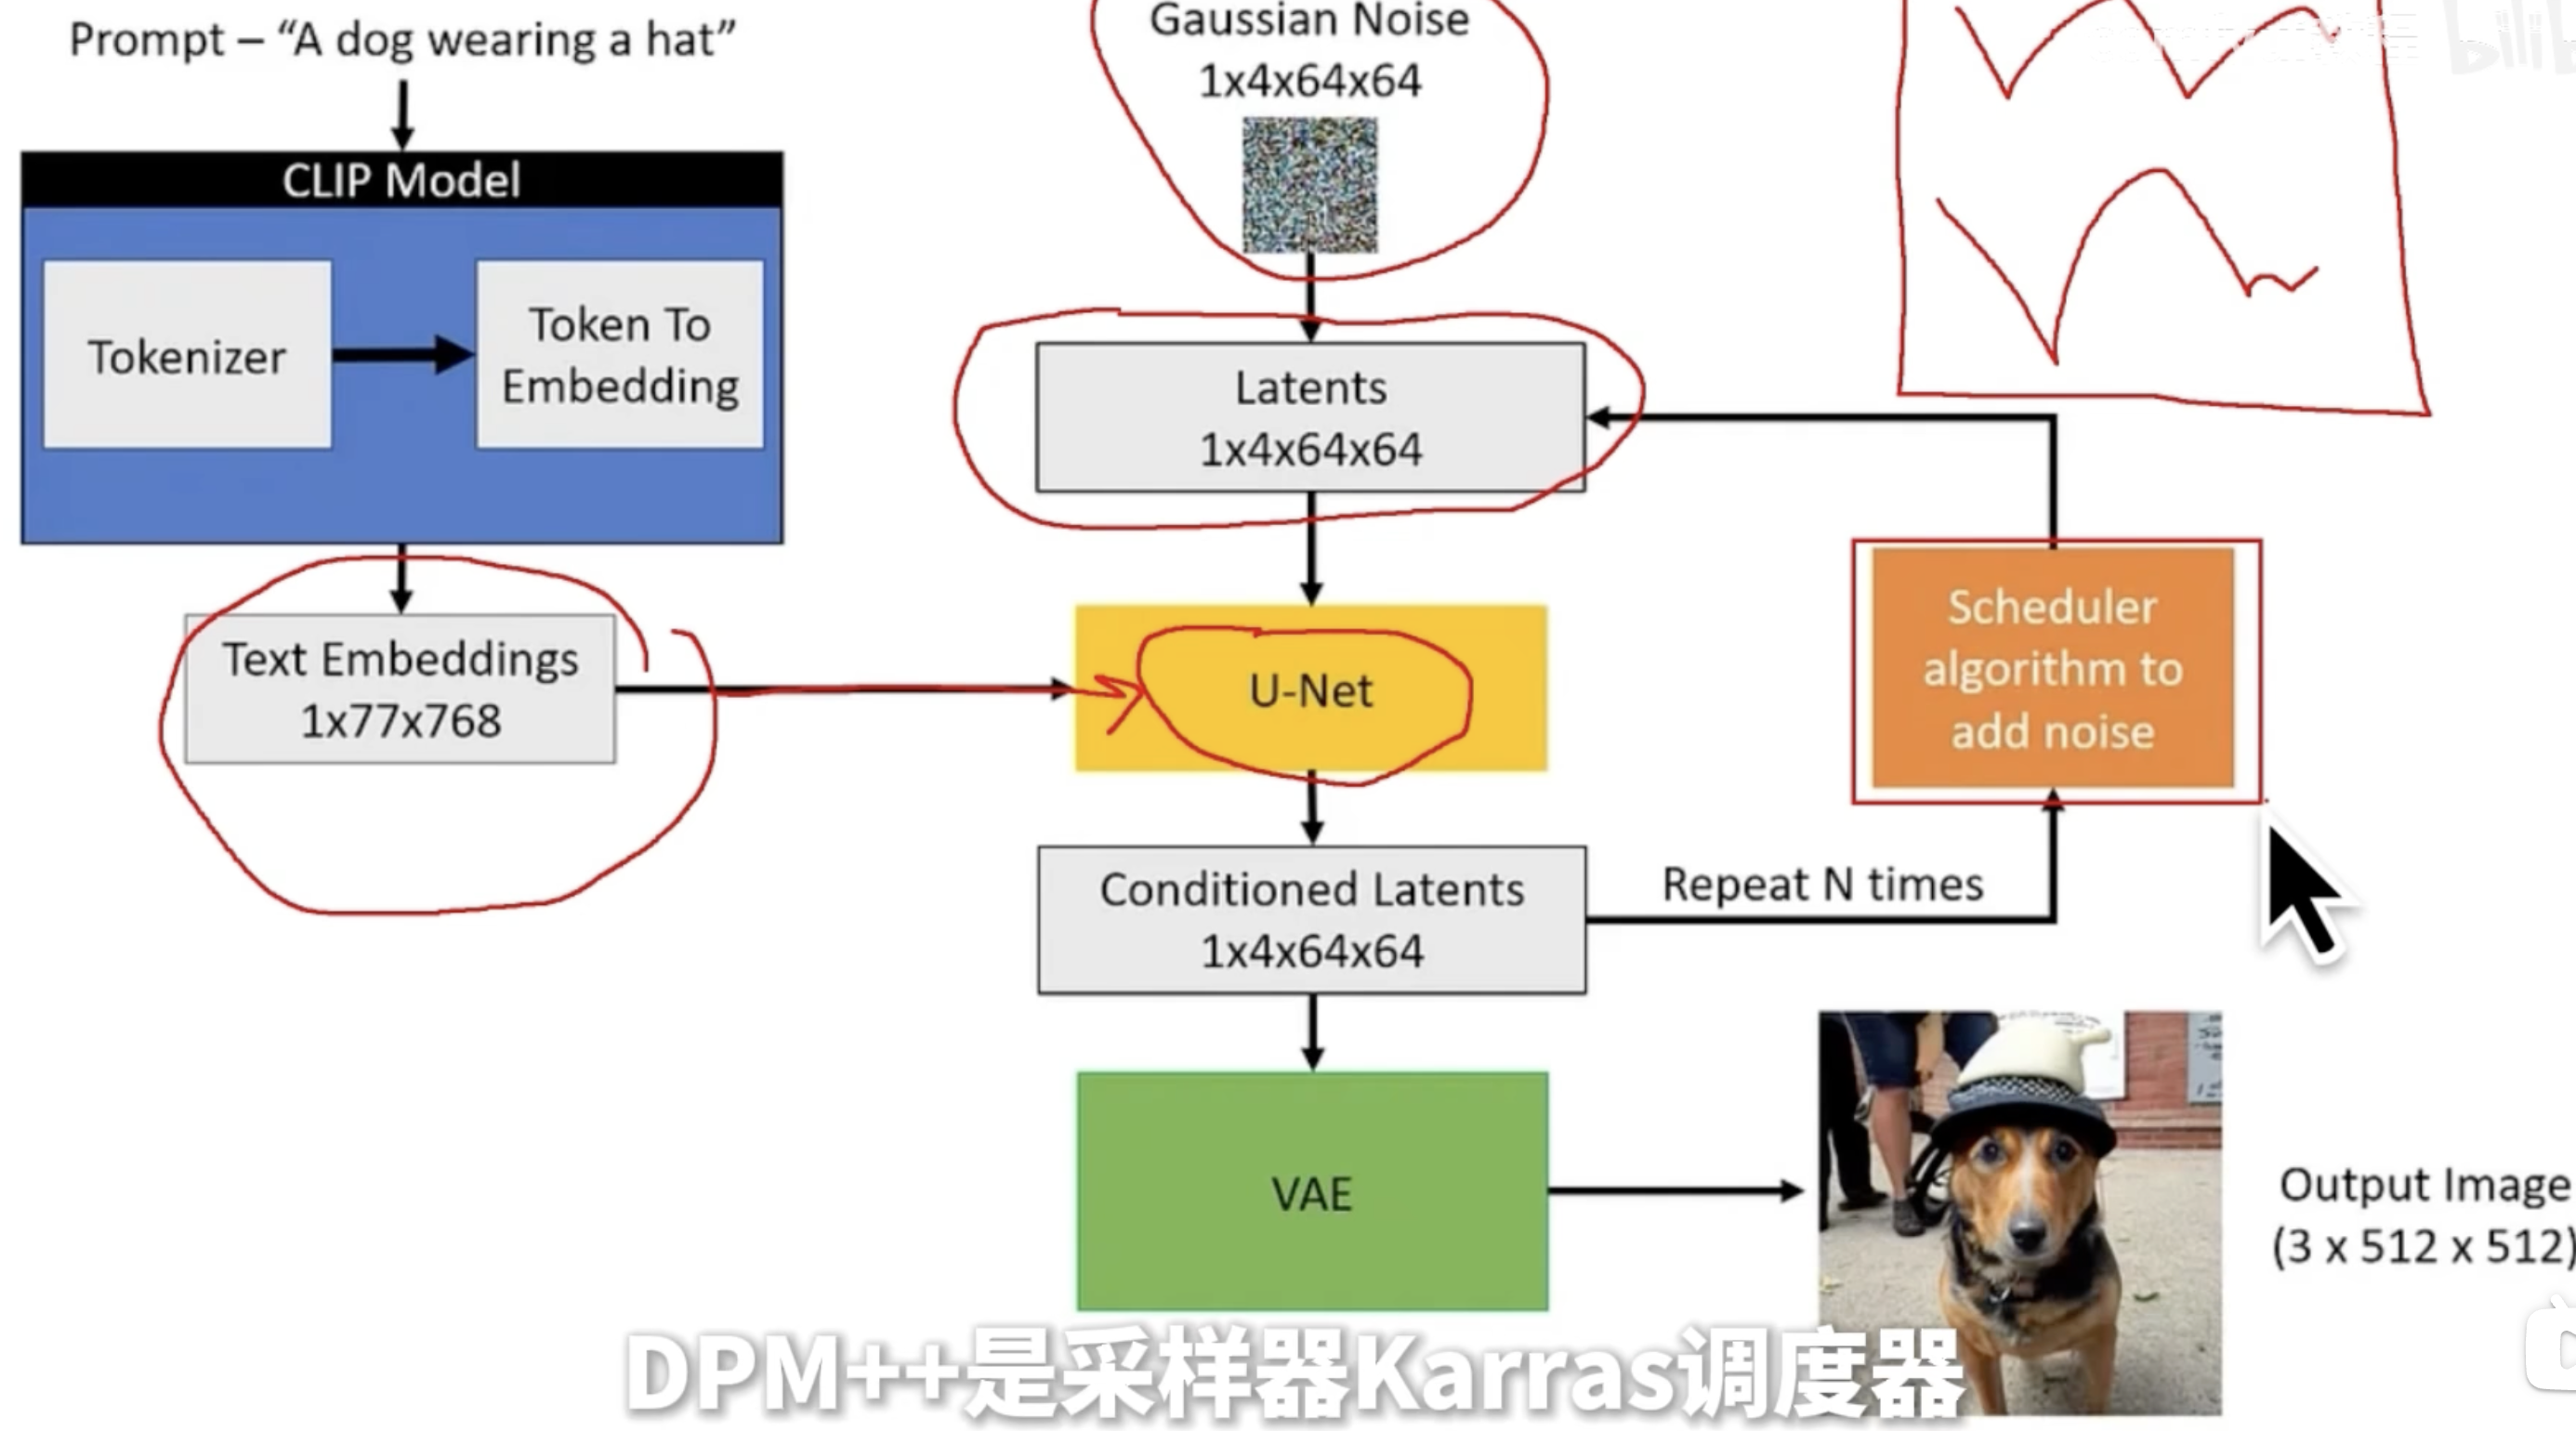 Prompt – “A dog wearing a hat”
CLIP Model
Tokenizer
Token To
Embedding
Text Embeddings
1x77x768
Gaussian Noise
1x4x64x64
Latents
1x4x64x64
U-Net
Scheduler
algorithm to
add noise
Conditioned Latents
1x4x64x64
Repeat N times
VAE
Output Image
(3 x 512 x 512)
DPM++是采样器Karras调度器